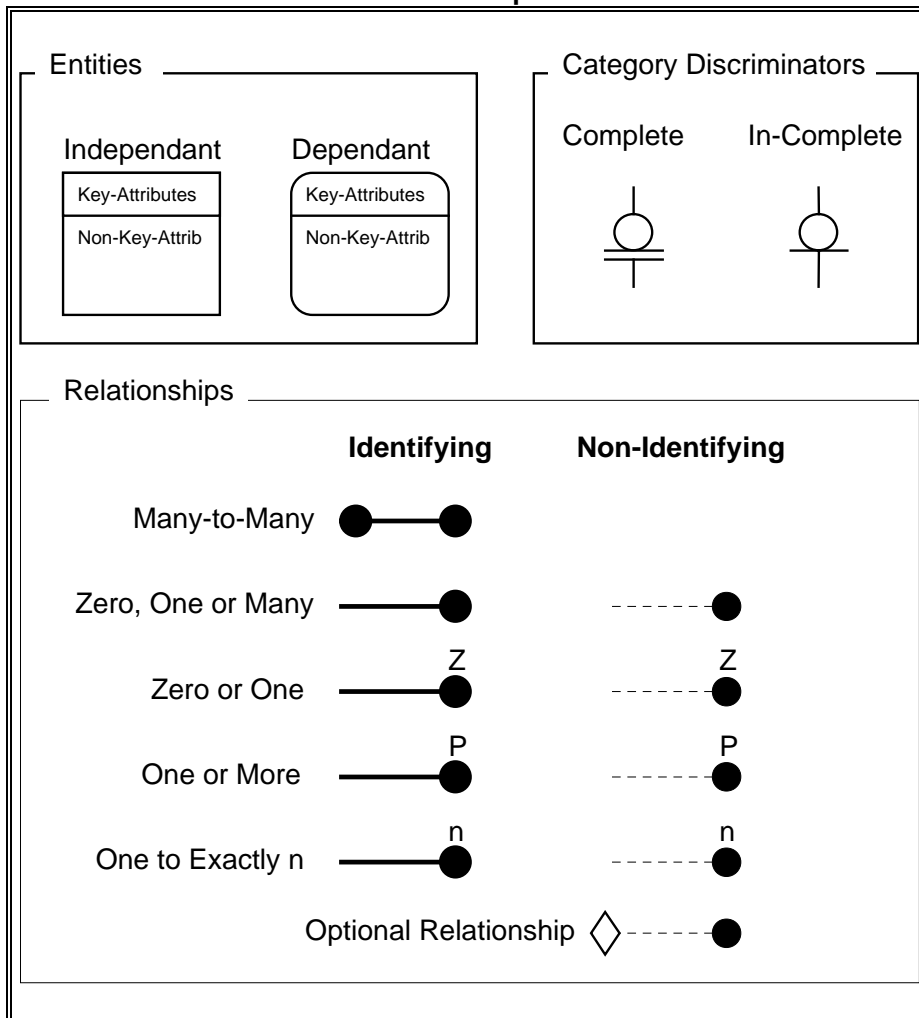 Entities
Category Discriminators
Independant
Dependant
Complete
In-Complete
Key-Attributes
Key-Attributes
Non-Key-Attrib
Non-Key-Attrib
Relationships
Identifying
Non-Identifying
Many-to-Many
Zero, One or Many
Z
Z
Zero or One
P
P
One or More
n
n
One to Exactly n
Optional Relationship